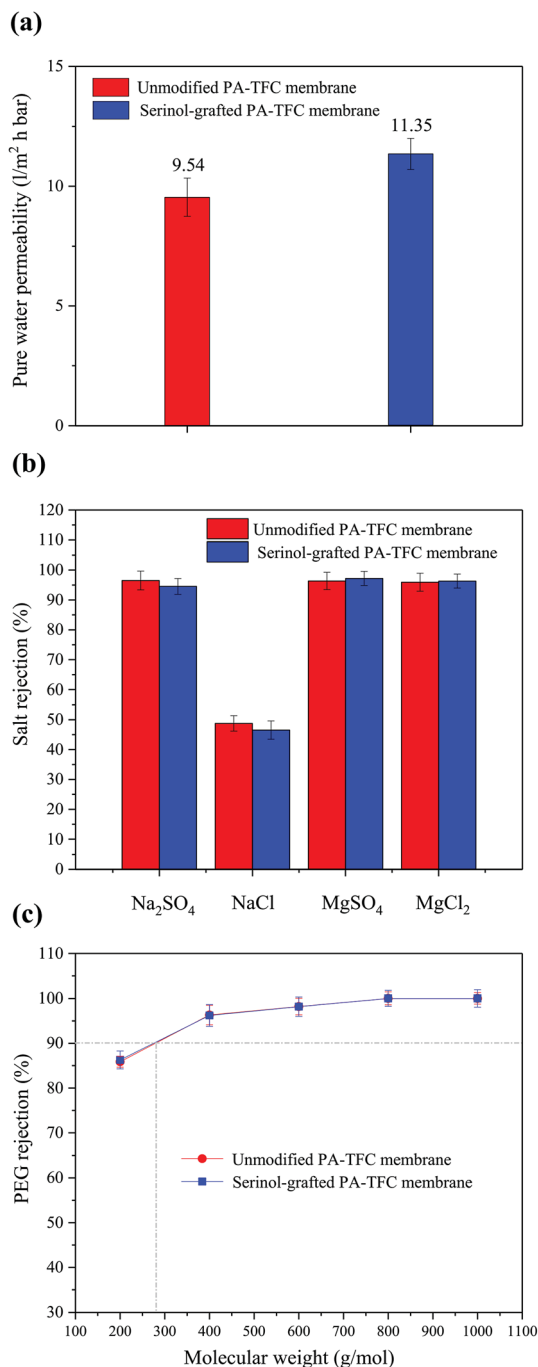 (a)
15
10
5
0
Pure water permeability (l/m² h bar)
Unmodified PA-TFC membrane
Serinol-grafted PA-TFC membrane
9.54
11.35
(b)
120
110
100
90
80
70
60
50
40
30
20
10
0
Salt rejection (%)
Unmodified PA-TFC membrane
Serinol-grafted PA-TFC membrane
Na₂SO₄ NaCl MgSO₄ MgCl₂
(c)
110
100
90
80
70
60
50
40
30
PEG rejection (%)
Unmodified PA-TFC membrane
Serinol-grafted PA-TFC membrane
100 200 300 400 500 600 700 800 900 1000 1100
Molecular weight (g/mol)